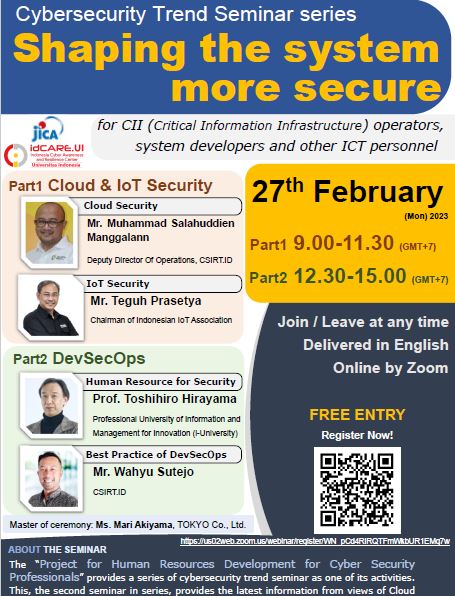 Cybersecurity Trend Seminar series
Shaping the system
more secure
for CII (Critical Information Infrastructure) operators,
system developers and other ICT personnel
JICA
idCARE.UI
Indonesia Cyber Awareness
and Resilience Center
Universitas Indonesia
Part1 Cloud & IoT Security
Cloud Security
Mr. Muhammad Salahuddien
Manggalann
Deputy Director Of Operations, CSIRT.ID
IoT Security
Mr. Teguh Prasetya
Chairman of Indonesian IoT Association
Part2 DevSecOps
Human Resource for Security
Prof. Toshihiro Hirayama
Professional University of Information and
Management for Innovation (I-University)
Best Practice of DevSecOps
Mr. Wahyu Sutejo
CSIRT.ID
Master of ceremony: Ms. Mari Akiyama, TOKYO Co., Ltd.
27th February
(Mon) 2023
Part1 9.00-11.30 (GMT+7)
Part2 12.30-15.00 (GMT+7)
Join / Leave at any time
Delivered in English
Online by Zoom
FREE ENTRY
Register Now!
https://us02web.zoom.us/webinar/register/WN_pCd4RIRQTFmWkbUR1EMq7w
ABOUT THE SEMINAR
The "Project for Human Resources Development for Cyber Security
Professionals" provides a series of cybersecurity trend seminar as one of its activities.
This, the second seminar in series, provides the latest information from views of Cloud